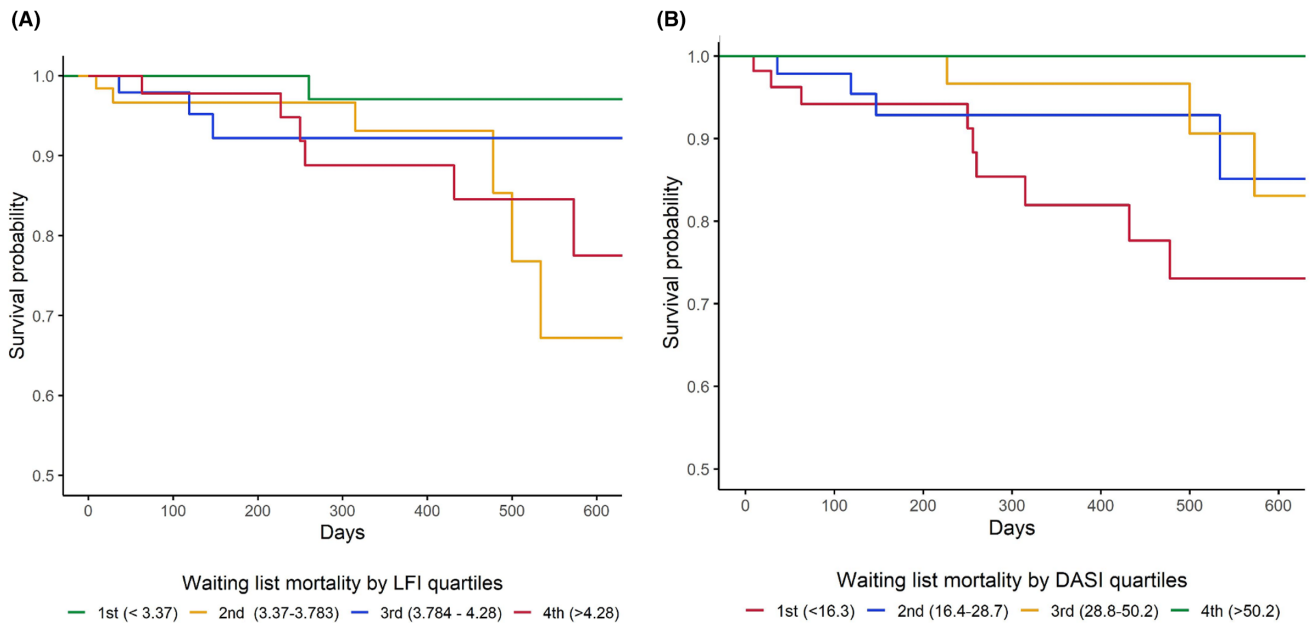 (A)
1.0
0.9
0.8
0.7
0.6
0.5
Survival probability
0 100 200 300 400 500 600
Days
Waiting list mortality by LFI quartiles
1st (< 3.37) 2nd (3.37-3.783) 3rd (3.784 - 4.28) 4th (>4.28)
(B)
1.0
0.9
0.8
0.7
0.6
0.5
Survival probability
0 100 200 300 400 500 600
Days
Waiting list mortality by DASI quartiles
1st (<16.3) 2nd (16.4-28.7) 3rd (28.8-50.2) 4th (>50.2)